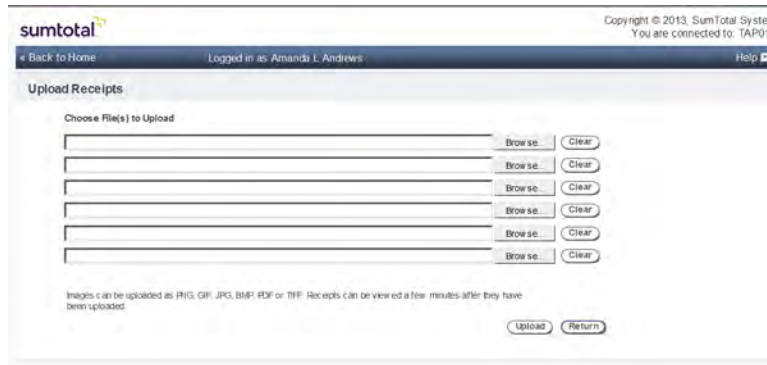 sumtotal
Copyright © 2013, SumTotal Syste
You are connected to: TAP01
« Back to Home
Logged in as Amanda L Andrews
Help
Upload Receipts
Choose File(s) to Upload
Browse... Clear
Browse... Clear
Browse... Clear
Browse... Clear
Browse... Clear
Browse... Clear
Images can be uploaded as PNG, GIF, JPG, BMP, PDF or TIFF. Receipts can be viewed a few minutes after they have
been uploaded.
Upload Return